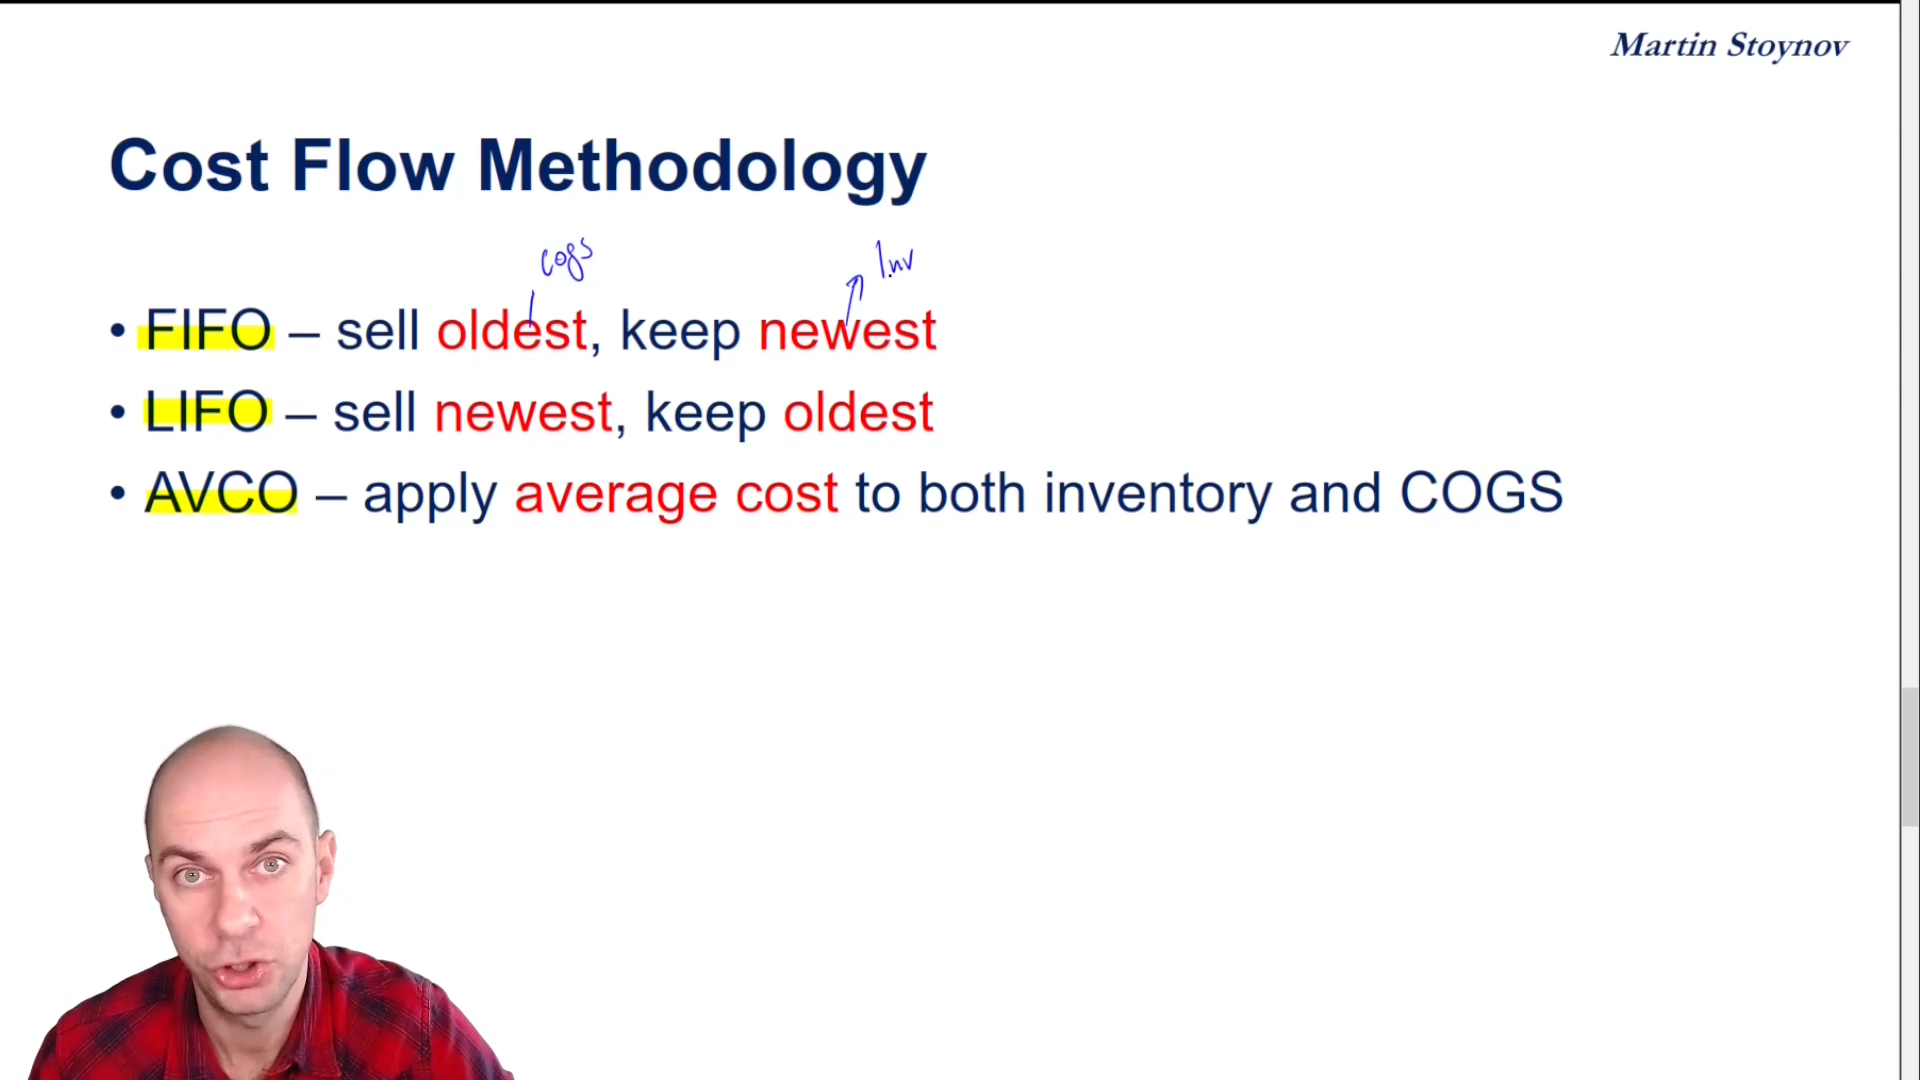 Martin Stoynov
Cost Flow Methodology
cogs
Inv
• FIFO – sell oldest, keep newest
• LIFO – sell newest, keep oldest
• AVCO – apply average cost to both inventory and COGS